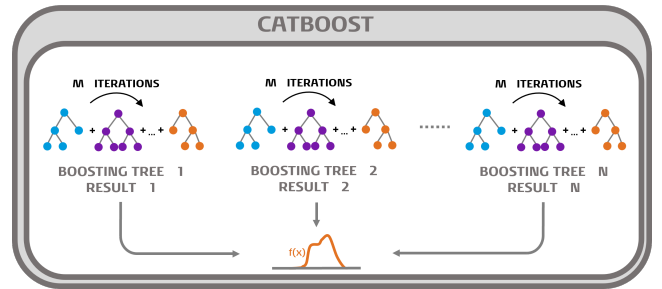 CATBOOST
M ITERATIONS
M ITERATIONS
M ITERATIONS
+ +...+
+ +...+
......
+ +...+
BOOSTING TREE 1
RESULT 1
BOOSTING TREE 2
RESULT 2
BOOSTING TREE N
RESULT N
f(x)